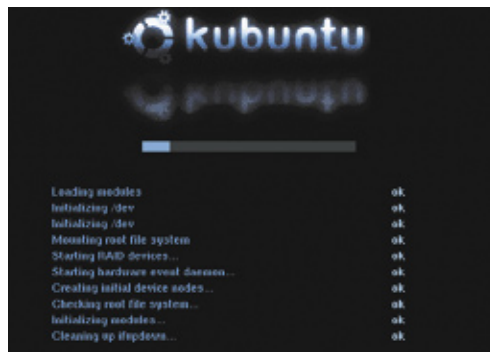 kubuntu
Loading modules ok
Initializing /dev ok
Initializing /dev ok
Mounting root file system ok
Starting RAID devices... ok
Starting hardware event daemon... ok
Creating initial device nodes... ok
Checking root file system... ok
Initializing modules... ok
Cleaning up ifupdown... ok